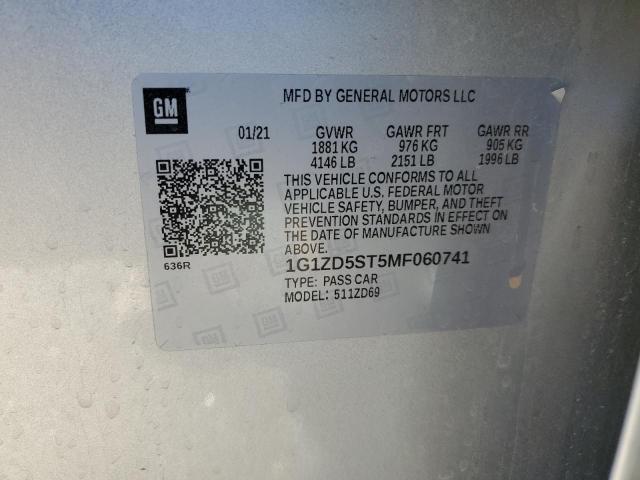 GM
MFD BY GENERAL MOTORS LLC
01/21 GVWR GAWR FRT GAWR RR
1881 KG 976 KG 905 KG
4146 LB 2151 LB 1996 LB
THIS VEHICLE CONFORMS TO ALL
APPLICABLE U.S. FEDERAL MOTOR
VEHICLE SAFETY, BUMPER, AND THEFT
PREVENTION STANDARDS IN EFFECT ON
THE DATE OF MANUFACTURE SHOWN
ABOVE.
636R
1G1ZD5ST5MF060741
TYPE: PASS CAR
MODEL: 511ZD69